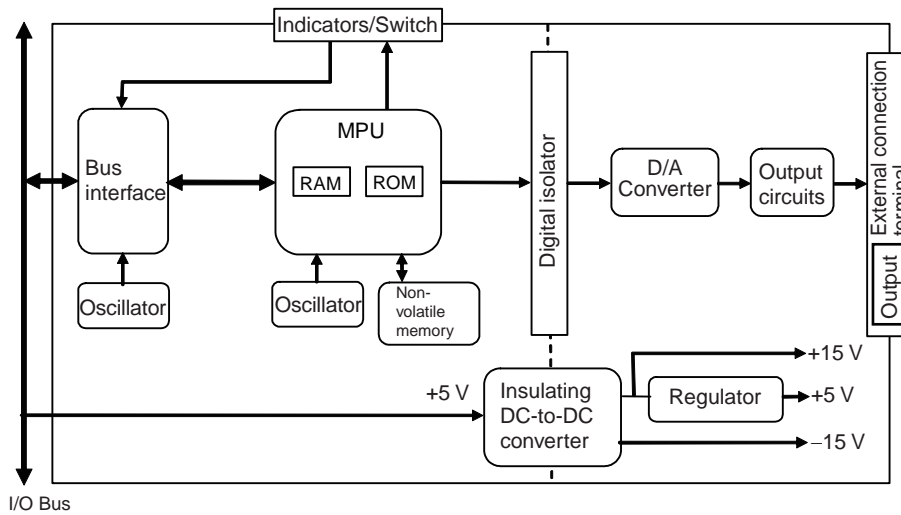 Indicators/Switch
MPU
RAM
ROM
Bus
interface
Oscillator
Oscillator
Non-
volatile
memory
Digital isolator
D/A
Converter
Output
circuits
External connection
terminal
Output
+5 V
Insulating
DC-to-DC
converter
Regulator
+15 V
+5 V
−15 V
I/O Bus